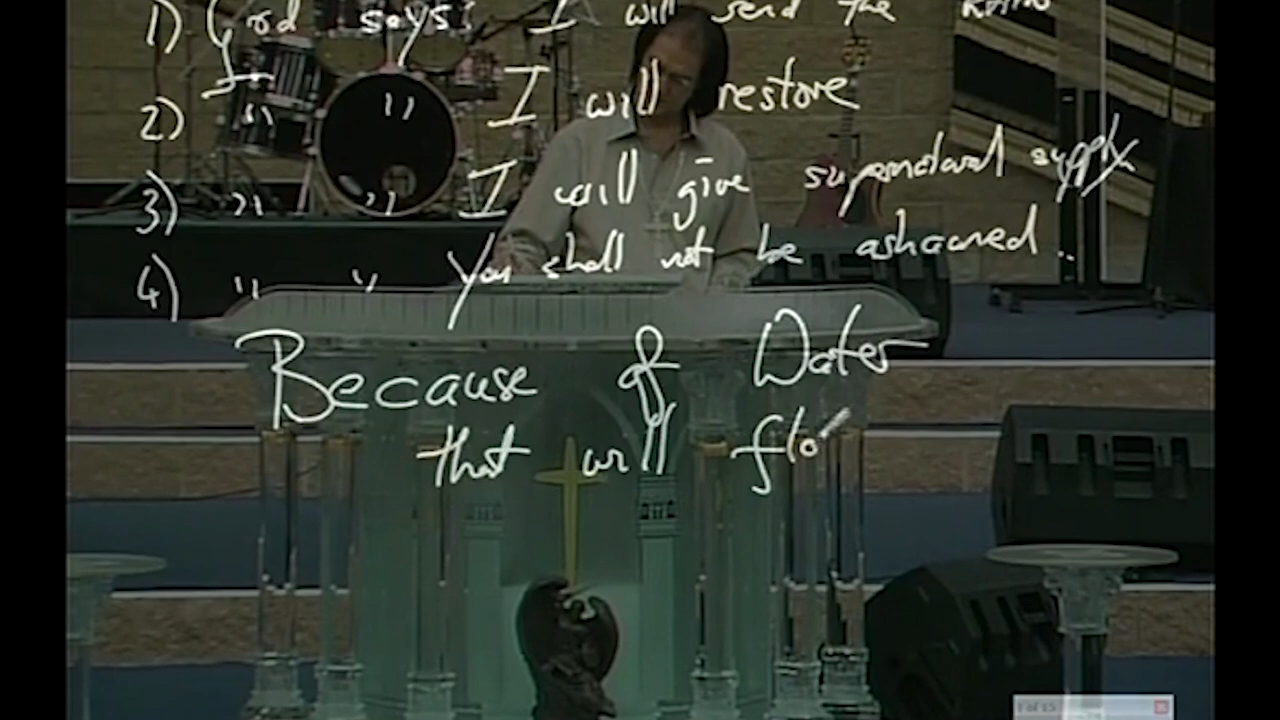 1) God says: I will send the Rains
2) " " I will restore
3) " " I will give supernatural supply
4) " " You shall not be ashamed..
Because of Water
that will flo